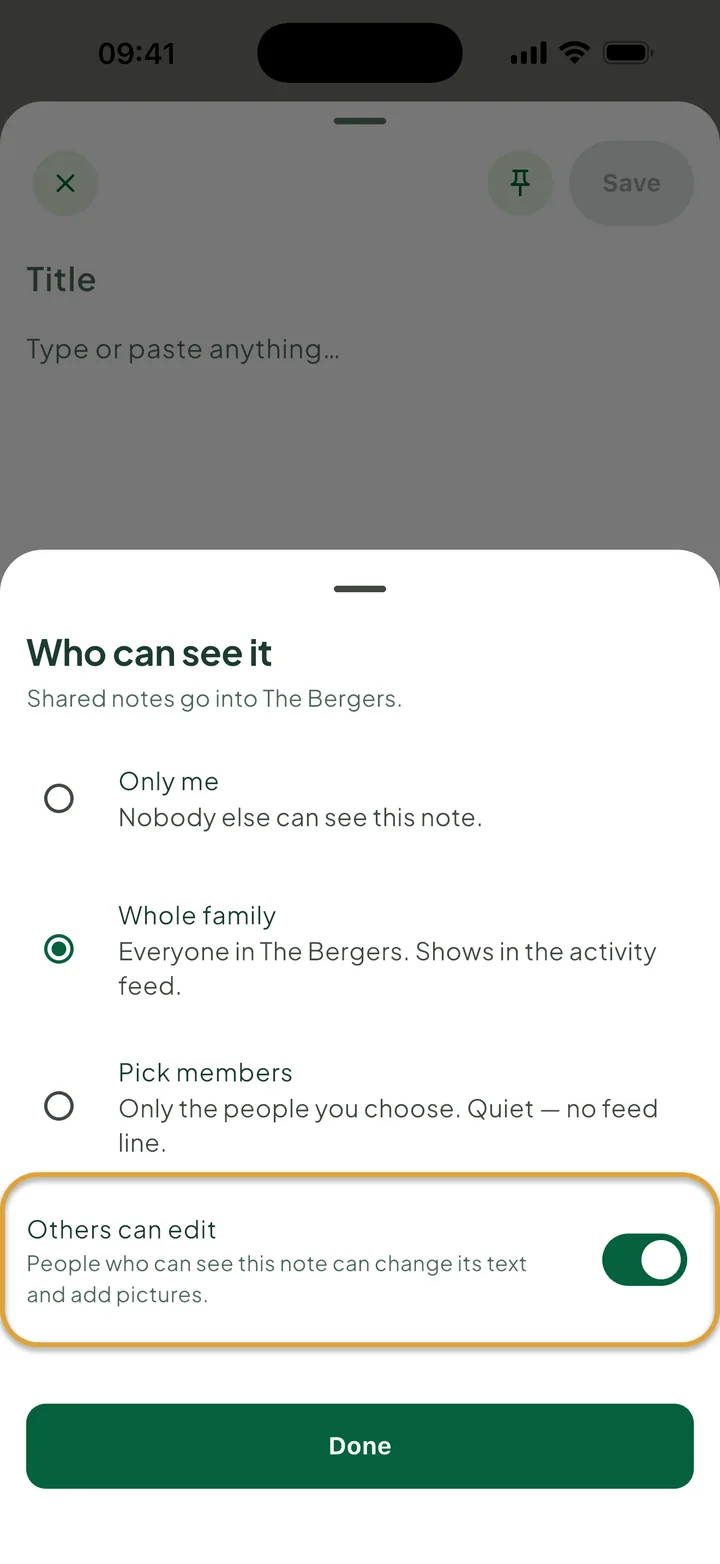 09:41
Save
Title
Type or paste anything…
Who can see it
Shared notes go into The Bergers.
Only me
Nobody else can see this note.
Whole family
Everyone in The Bergers. Shows in the activity
feed.
Pick members
Only the people you choose. Quiet — no feed
line.
Others can edit
People who can see this note can change its text
and add pictures.
Done